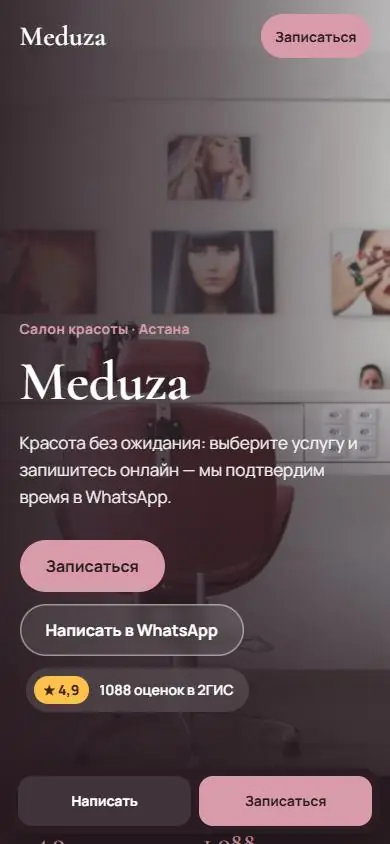 Meduza
Записаться
Салон красоты · Астана
Meduza
Красота без ожидания: выберите услугу и
запишитесь онлайн — мы подтвердим
время в WhatsApp.
Записаться
Написать в WhatsApp
★ 4,9
1088 оценок в 2ГИС
Написать
Записаться